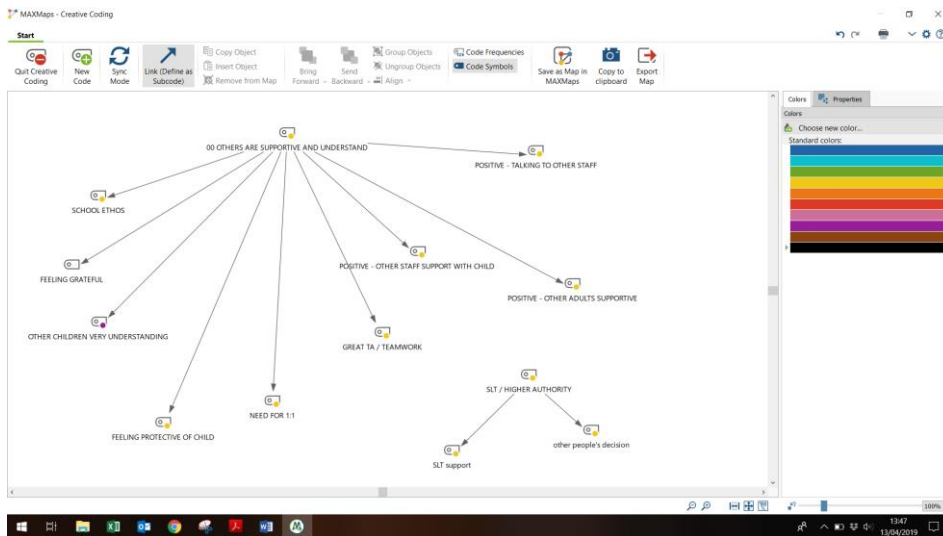 MAXMaps - Creative Coding
Start
Quit Creative Coding
New Code
Sync Mode
Link (Define as Subcode)
Copy Object
Insert Object
Remove from Map
Bring Forward
Send Backward
Group Objects
Ungroup Objects
Align
Code Frequencies
Code Symbols
Save as Map in MAXMaps
Copy to clipboard
Export Map
Colors
Properties
Colors
Choose new color...
Standard colors:
00 OTHERS ARE SUPPORTIVE AND UNDERSTAND
POSITIVE - TALKING TO OTHER STAFF
SCHOOL ETHOS
FEELING GRATEFUL
POSITIVE - OTHER STAFF SUPPORT WITH CHILD
POSITIVE - OTHER ADULTS SUPPORTIVE
OTHER CHILDREN VERY UNDERSTANDING
GREAT TA / TEAMWORK
SLT / HIGHER AUTHORITY
NEED FOR 1:1
FEELING PROTECTIVE OF CHILD
other people's decision
SLT support
100%
13:47
13/04/2019